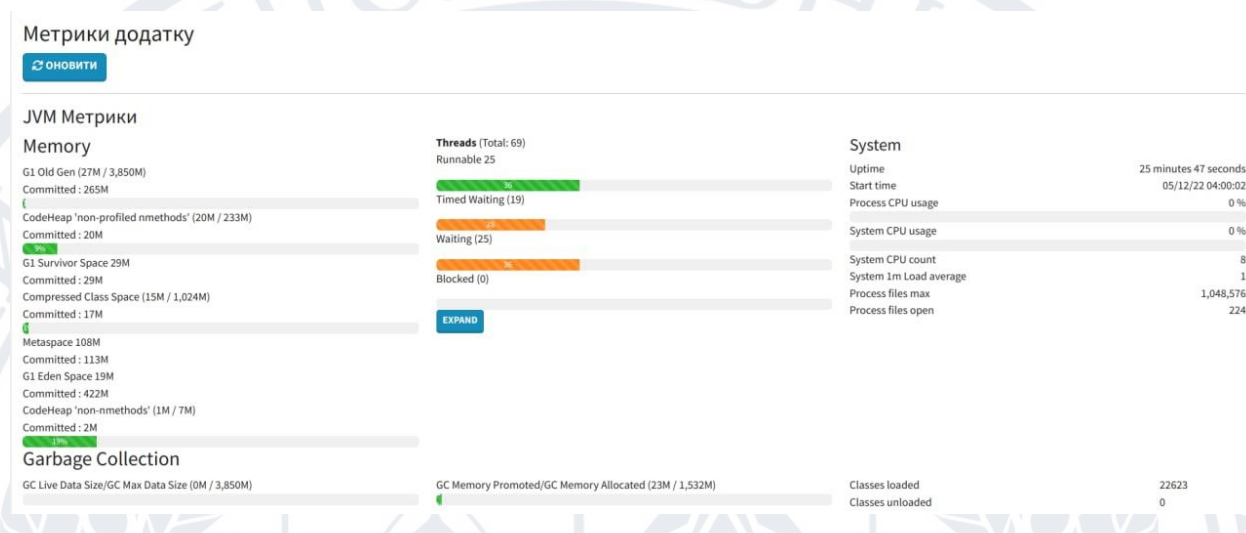 Метрики додатку
ОНОВИТИ
JVM Метрики
Memory
G1 Old Gen (27M / 3,850M)
Committed : 265M
CodeHeap 'non-profiled nmethods' (20M / 233M)
Committed : 20M
9%
G1 Survivor Space 29M
Committed : 29M
Compressed Class Space (15M / 1,024M)
Committed : 17M
Metaspace 108M
Committed : 113M
G1 Eden Space 19M
Committed : 422M
CodeHeap 'non-nmethods' (1M / 7M)
Committed : 2M
19%
Threads (Total: 69)
Runnable 25
36
Timed Waiting (19)
Waiting (25)
36
Blocked (0)
EXPAND
System
Uptime 25 minutes 47 seconds
Start time 05/12/22 04:00:02
Process CPU usage 0 %
System CPU usage 0 %
System CPU count 8
System 1m Load average 1
Process files max 1,048,576
Process files open 224
Garbage Collection
GC Live Data Size/GC Max Data Size (0M / 3,850M)
GC Memory Promoted/GC Memory Allocated (23M / 1,532M)
Classes loaded 22623
Classes unloaded 0